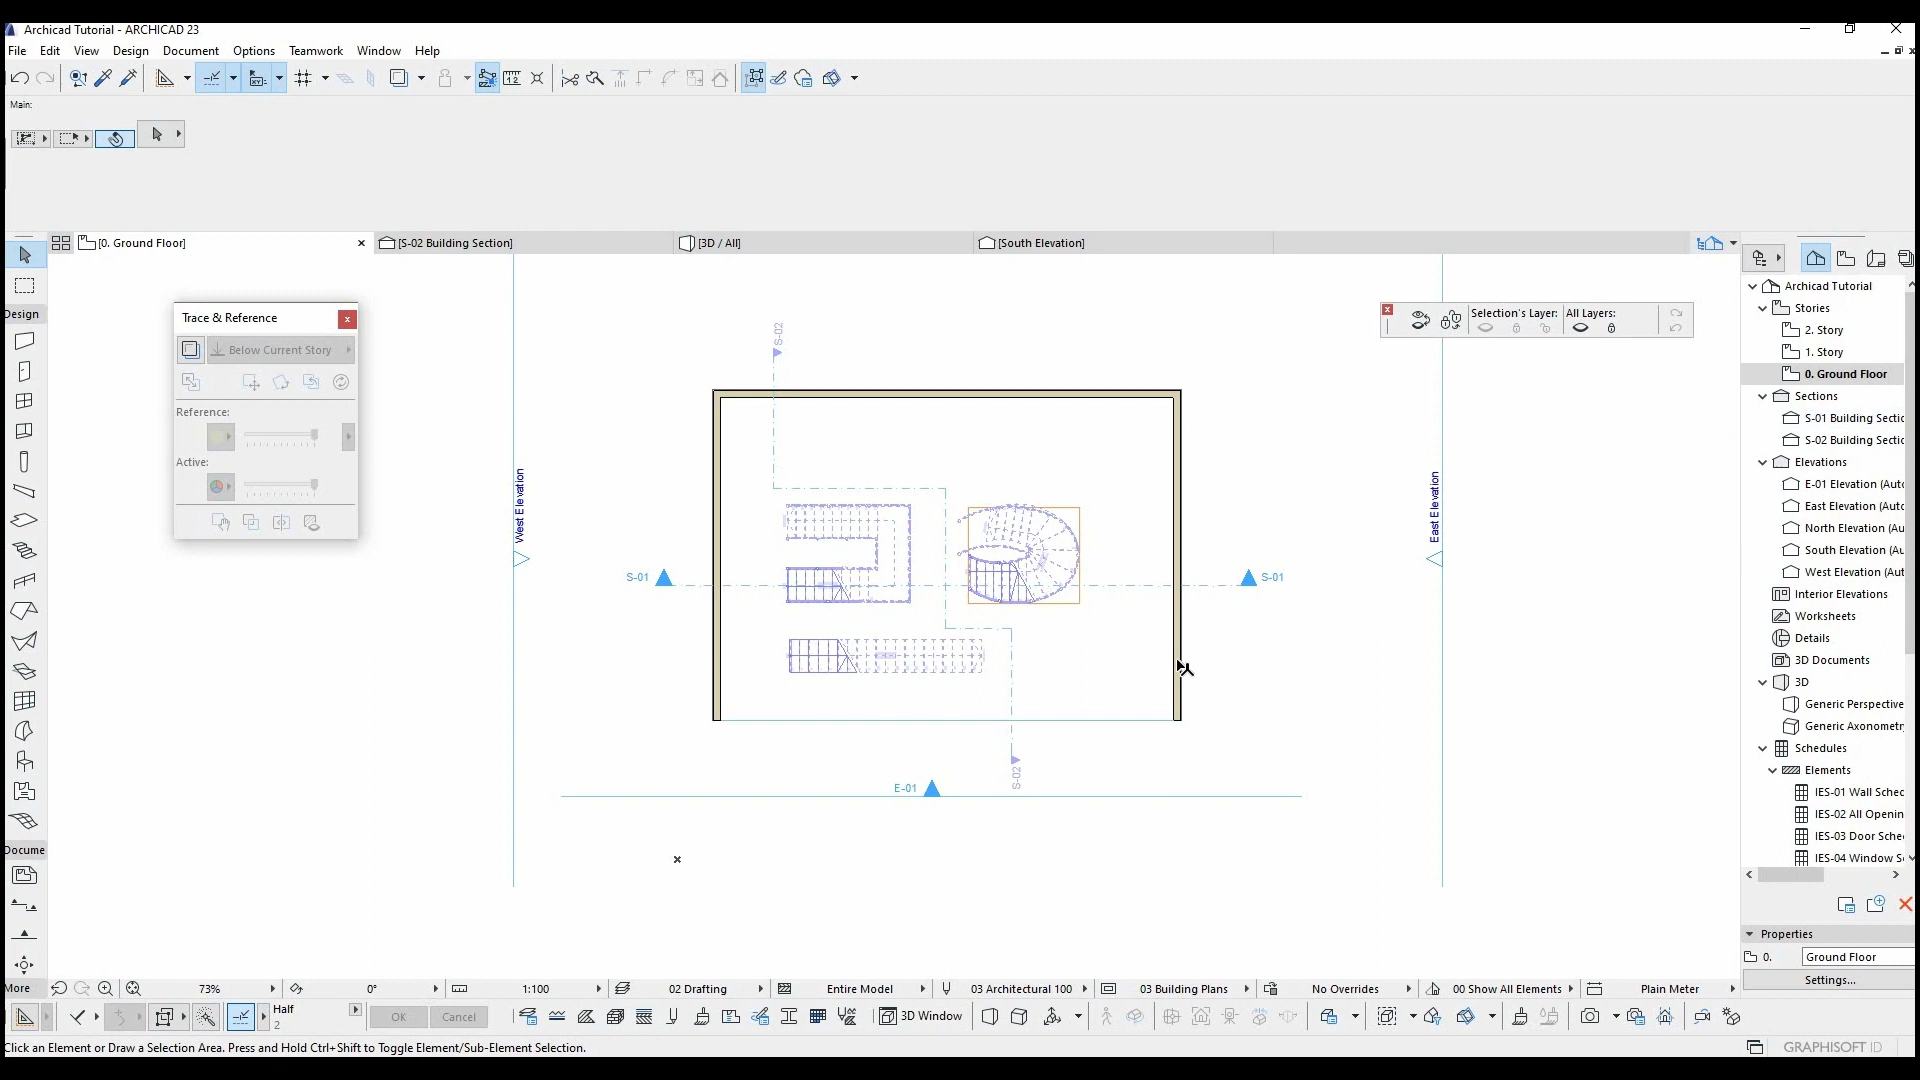 Archicad Tutorial - ARCHICAD 23
File Edit View Design Document Options Teamwork Window Help
Main:
[0. Ground Floor]
[S-02 Building Section]
[3D / All]
[South Elevation]
Design
Trace & Reference
Below Current Story
Reference:
Active:
Selection's Layer:
All Layers:
S-02
West Elevation
East Elevation
S-01
S-01
E-01
S-02
Docume
More
Archicad Tutorial
Stories
2. Story
1. Story
0. Ground Floor
Sections
S-01 Building Sectio
S-02 Building Sectio
Elevations
E-01 Elevation (Auto
East Elevation (Auto
North Elevation (Au
South Elevation (Au
West Elevation (Aut
Interior Elevations
Worksheets
Details
3D Documents
3D
Generic Perspective
Generic Axonometr
Schedules
Elements
IES-01 Wall Sched
IES-02 All Openin
IES-03 Door Sche
IES-04 Window S
Properties
0. Ground Floor
Settings...
73% 0° 1:100 02 Drafting Entire Model 03 Architectural 100 03 Building Plans No Overrides 00 Show All Elements Plain Meter
Half
2
OK
Cancel
3D Window
Click an Element or Draw a Selection Area. Press and Hold Ctrl+Shift to Toggle Element/Sub-Element Selection.
GRAPHISOFT ID